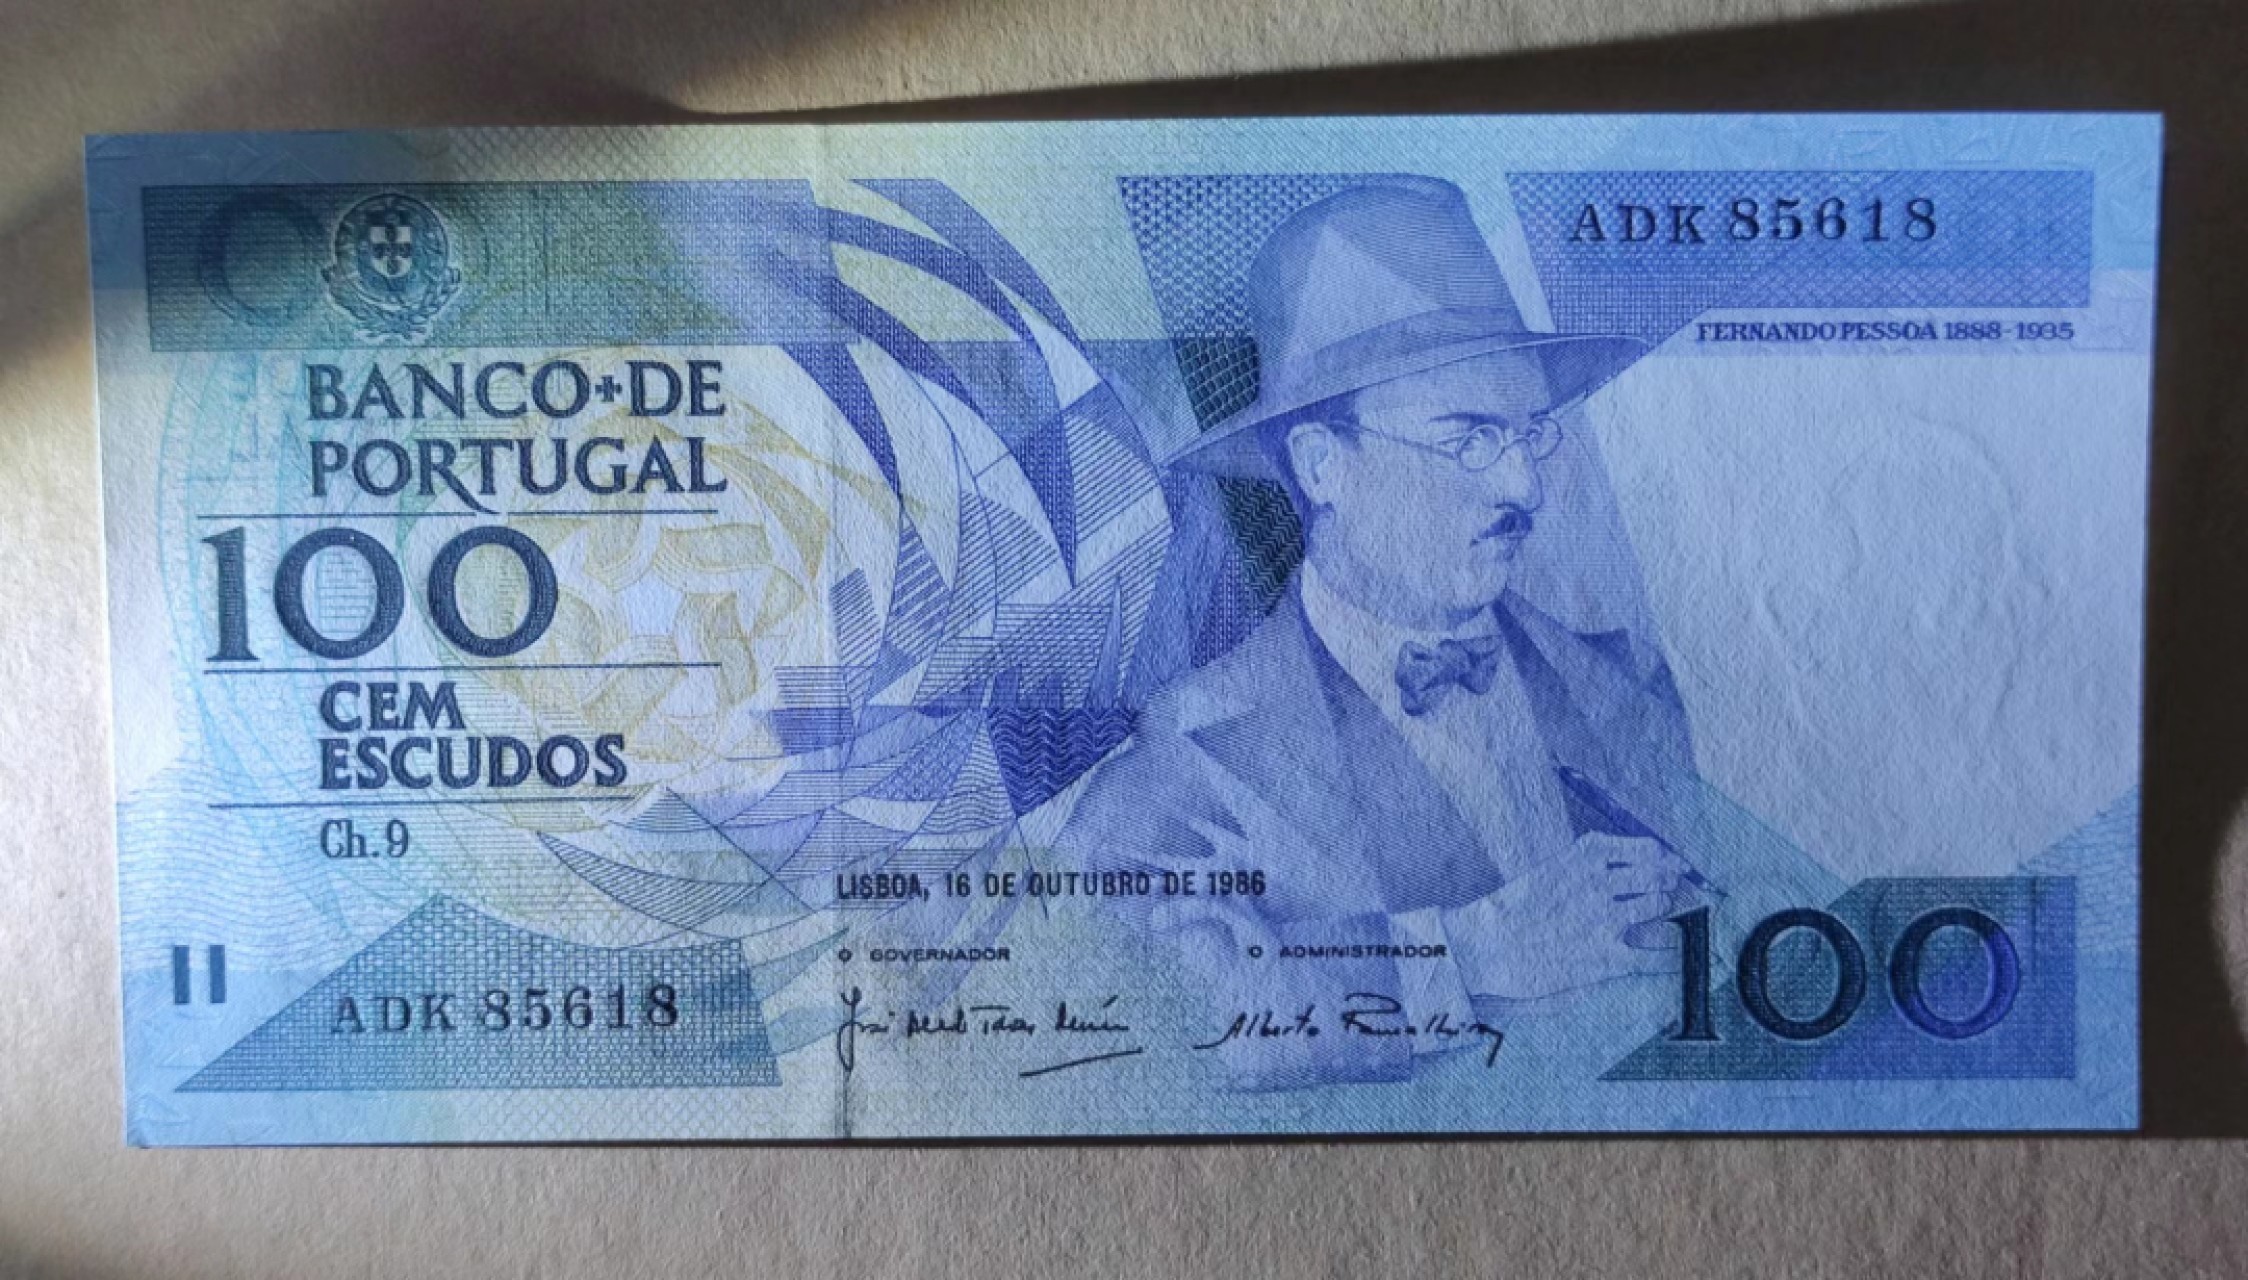 ADK 85618
FERNANDO PESSOA 1888-1935
BANCO+DE
PORTUGAL
100
CEM
ESCUDOS
Ch.9
LISBOA, 16 DE OUTUBRO DE 1986
O GOVERNADOR
O ADMINISTRADOR
ADK 85618
Alberto
100